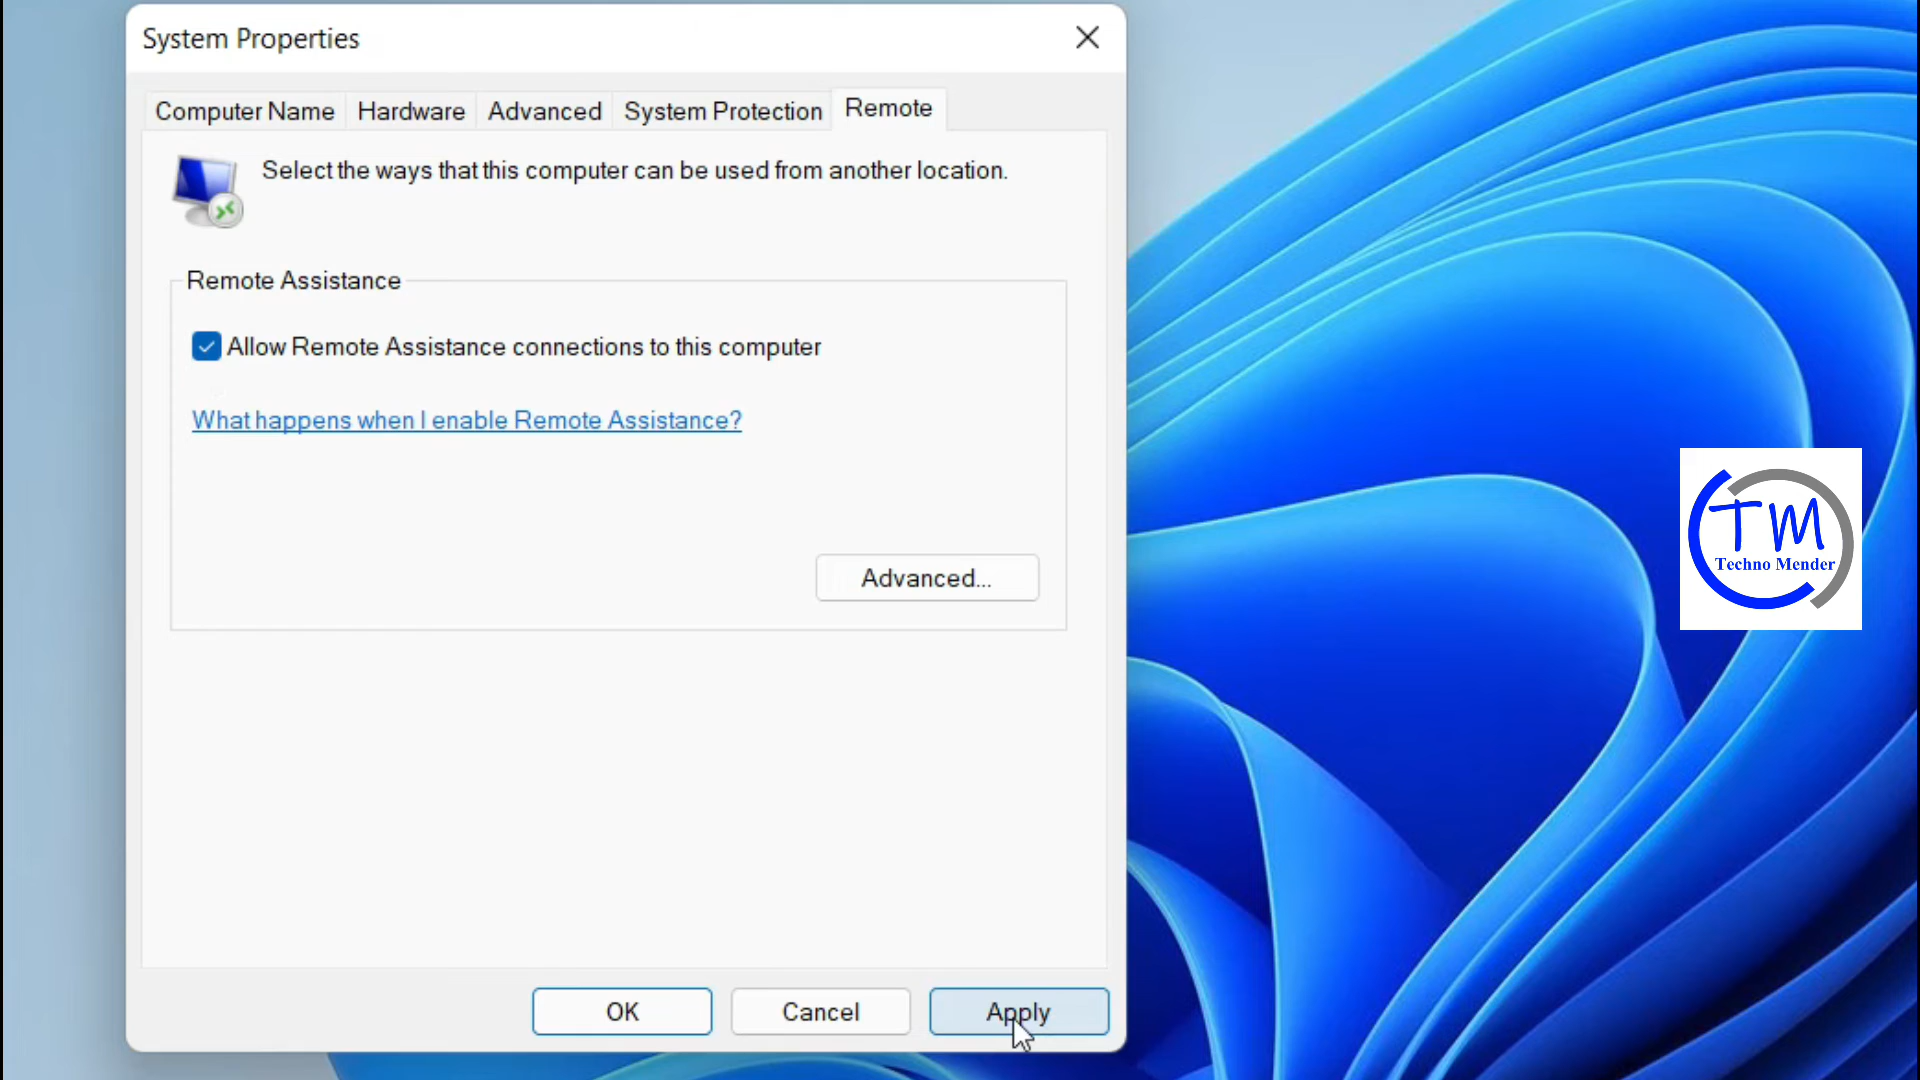 System Properties
Computer Name Hardware Advanced System Protection Remote
Select the ways that this computer can be used from another location.
Remote Assistance
Allow Remote Assistance connections to this computer
What happens when I enable Remote Assistance?
Advanced...
TM
Techno Mender
OK Cancel Apply